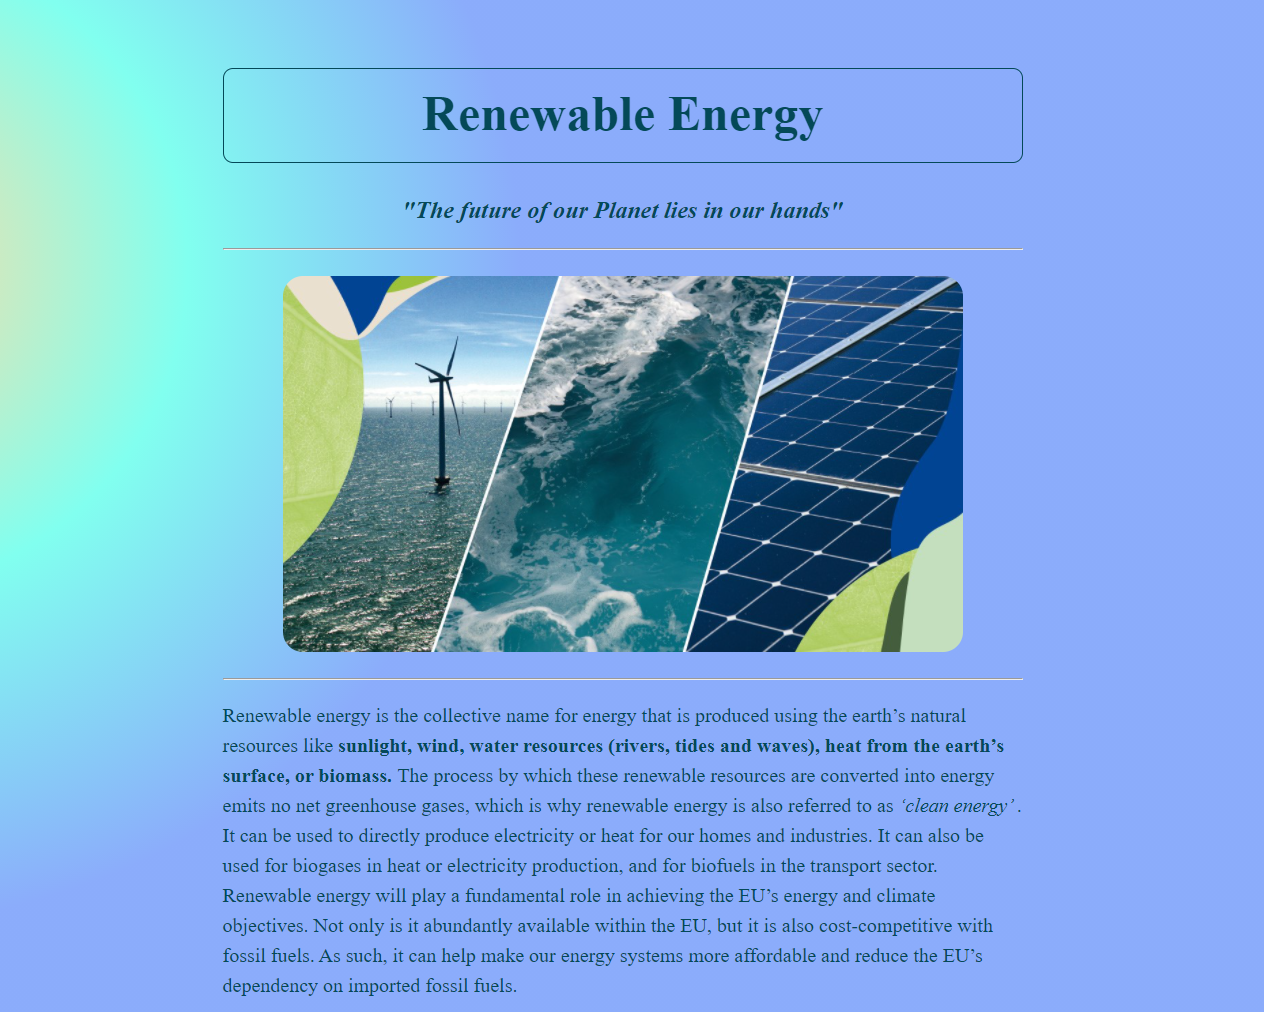 Renewable Energy
"The future of our Planet lies in our hands"
Renewable energy is the collective name for energy that is produced using the earth’s natural
resources like sunlight, wind, water resources (rivers, tides and waves), heat from the earth’s
surface, or biomass. The process by which these renewable resources are converted into energy
emits no net greenhouse gases, which is why renewable energy is also referred to as ‘clean energy’ .
It can be used to directly produce electricity or heat for our homes and industries. It can also be
used for biogases in heat or electricity production, and for biofuels in the transport sector.
Renewable energy will play a fundamental role in achieving the EU’s energy and climate
objectives. Not only is it abundantly available within the EU, but it is also cost-competitive with
fossil fuels. As such, it can help make our energy systems more affordable and reduce the EU’s
dependency on imported fossil fuels.